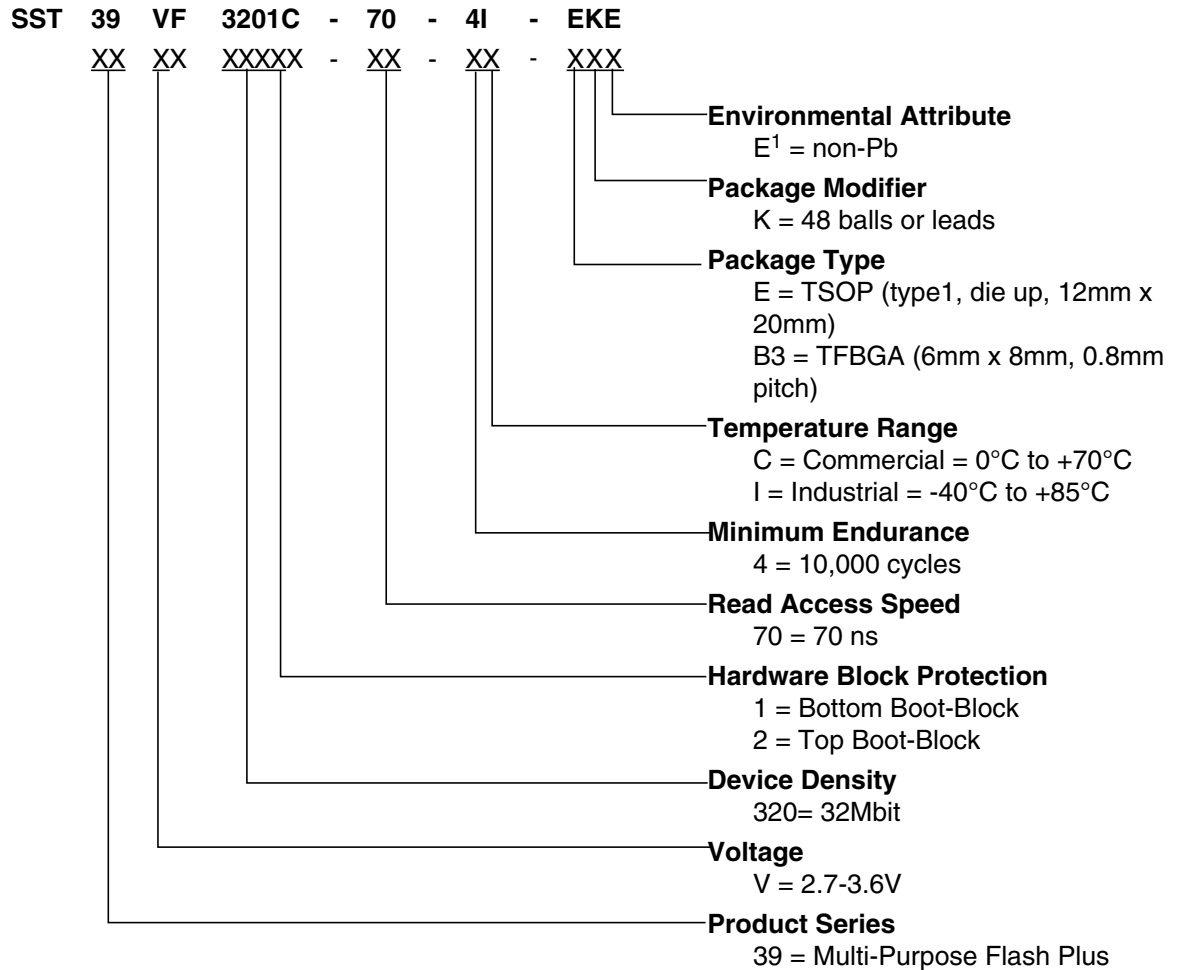 SST 39 VF 3201C - 70 - 4I - EKE
XX XX XXXXX - XX - XX - XXX
Environmental Attribute
E1 = non-Pb
Package Modifier
K = 48 balls or leads
Package Type
E = TSOP (type1, die up, 12mm x
20mm)
B3 = TFBGA (6mm x 8mm, 0.8mm
pitch)
Temperature Range
C = Commercial = 0°C to +70°C
I = Industrial = -40°C to +85°C
Minimum Endurance
4 = 10,000 cycles
Read Access Speed
70 = 70 ns
Hardware Block Protection
1 = Bottom Boot-Block
2 = Top Boot-Block
Device Density
320= 32Mbit
Voltage
V = 2.7-3.6V
Product Series
39 = Multi-Purpose Flash Plus